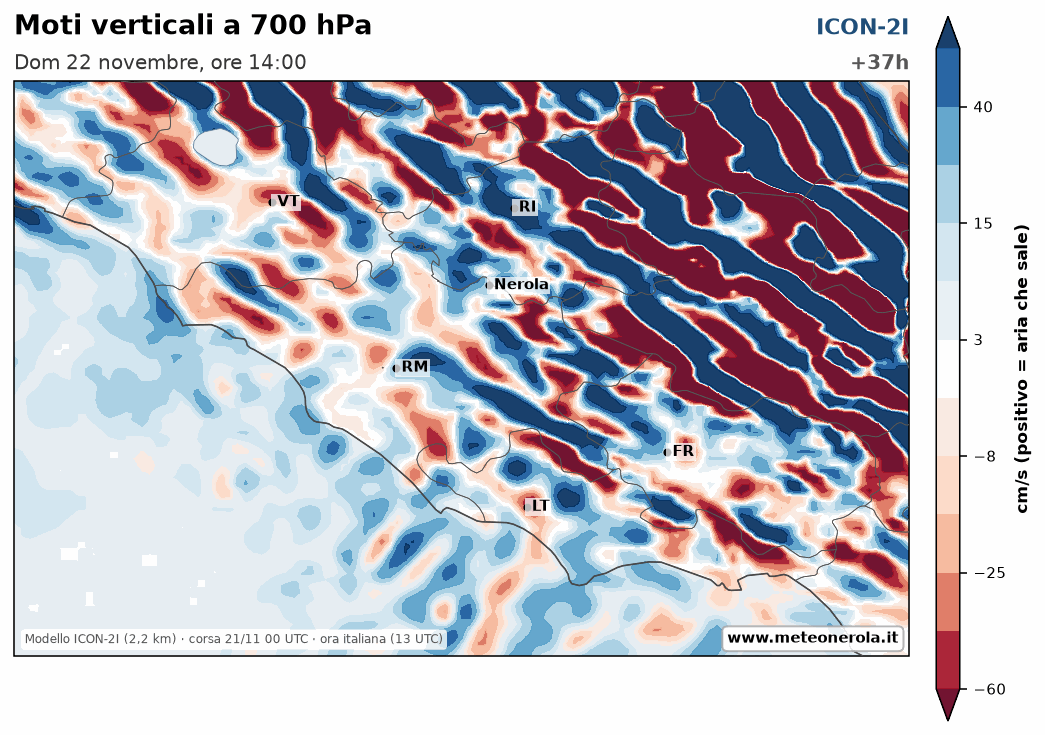 Moti verticali a 700 hPa
ICON-2I
Dom 22 novembre, ore 14:00
+37h
40
15
3
−8
−25
−60
cm/s (positivo = aria che sale)
VT
RI
Nerola
RM
FR
LT
Modello ICON-2I (2,2 km) · corsa 21/11 00 UTC · ora italiana (13 UTC)
www.meteonerola.it